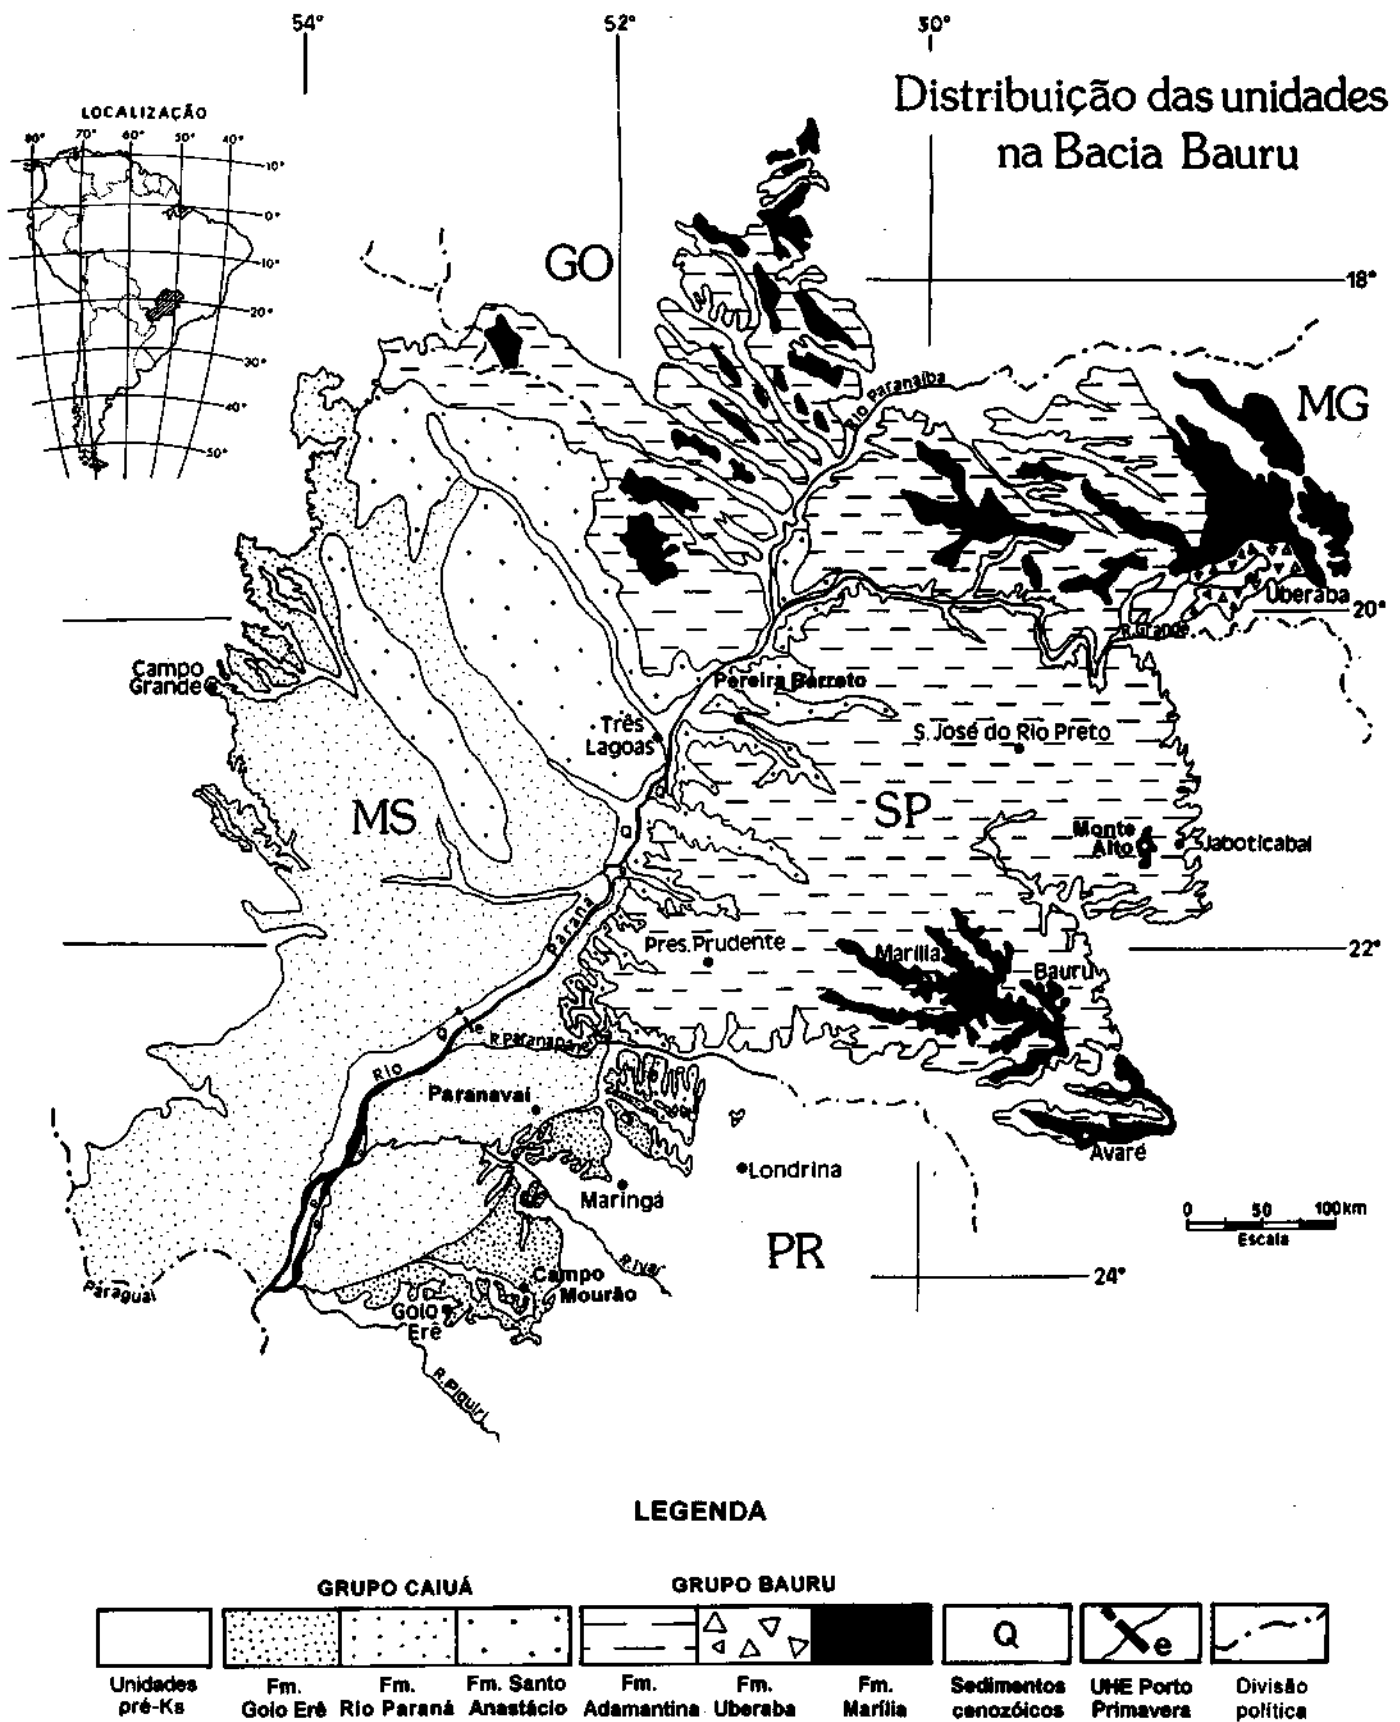 54°
52°
50°
Distribuição das unidades
na Bacia Bauru
LOCALIZAÇÃO
80° 70° 60° 50° 40°
10°
0°
10°
20°
30°
40°
50°
GO
18°
MG
RIO Paranaíba
Uberaba
20°
R. Grande
Campo
Grande
Pereira Barreto
Três
Lagoas
S. José do Rio Preto
MS
SP
Monte
Alto
Jaboticabal
Q
Paraná
Pres. Prudente
Marília
Bauru
22°
Q
e
R. Paranapanema
Rio
Paranavaí
Avaré
Londrina
Maringá
0 50 100 km
Escala
PR
R. Ivaí
24°
Paraguai
Campo
Mourão
Goio
Erê
R. Piquiri
LEGENDA
GRUPO CAIUÁ
GRUPO BAURU
Q
e
Unidades
pré-Ks
Fm.
Goio Erê
Fm.
Rio Paraná
Fm. Santo
Anastácio
Fm.
Adamantina
Fm.
Uberaba
Fm.
Marília
Sedimentos
cenozóicos
UHE Porto
Primavera
Divisão
política